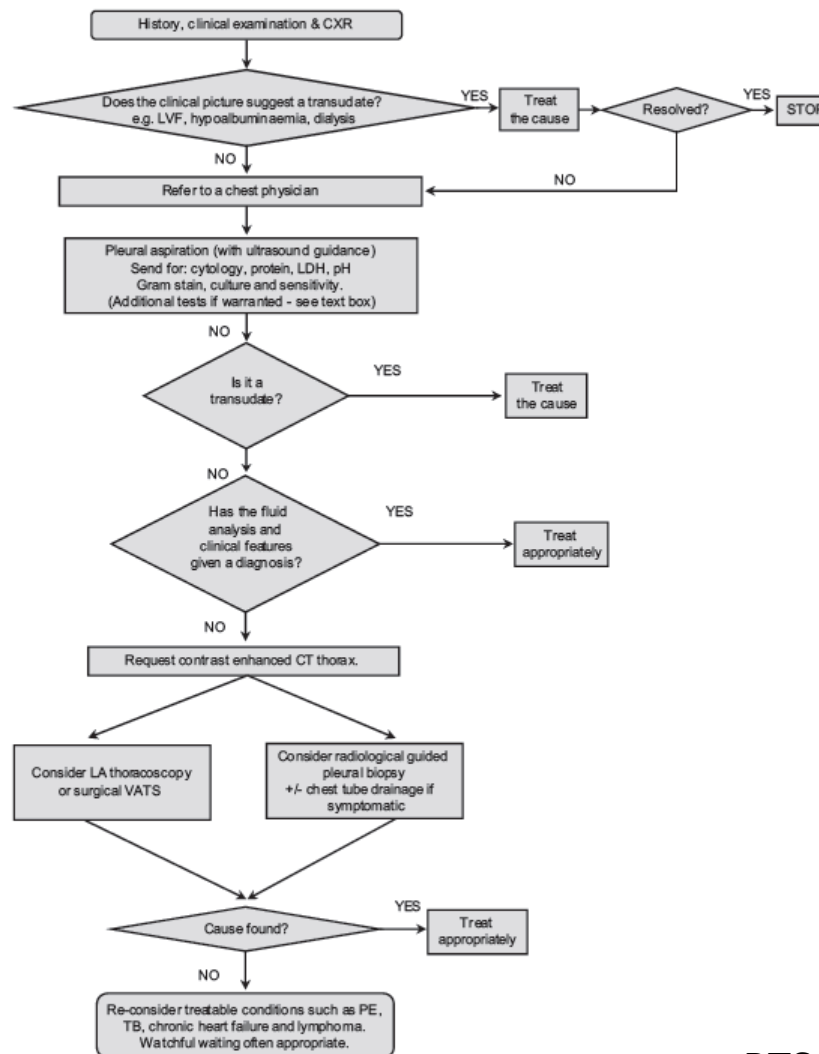 History, clinical examination & CXR
Does the clinical picture suggest a transudate?
e.g. LVF, hypoalbuminaemia, dialysis
YES
Treat
the cause
Resolved?
YES
STOP
NO
NO
Refer to a chest physician
Pleural aspiration (with ultrasound guidance)
Send for: cytology, protein, LDH, pH
Gram stain, culture and sensitivity.
(Additional tests if warranted - see text box)
NO
Is it a
transudate?
YES
Treat
the cause
NO
Has the fluid
analysis and
clinical features
given a diagnosis?
YES
Treat
appropriately
NO
Request contrast enhanced CT thorax.
Consider LA thoracoscopy
or surgical VATS
Consider radiological guided
pleural biopsy
+/- chest tube drainage if
symptomatic
Cause found?
YES
Treat
appropriately
NO
Re-consider treatable conditions such as PE,
TB, chronic heart failure and lymphoma.
Watchful waiting often appropriate.